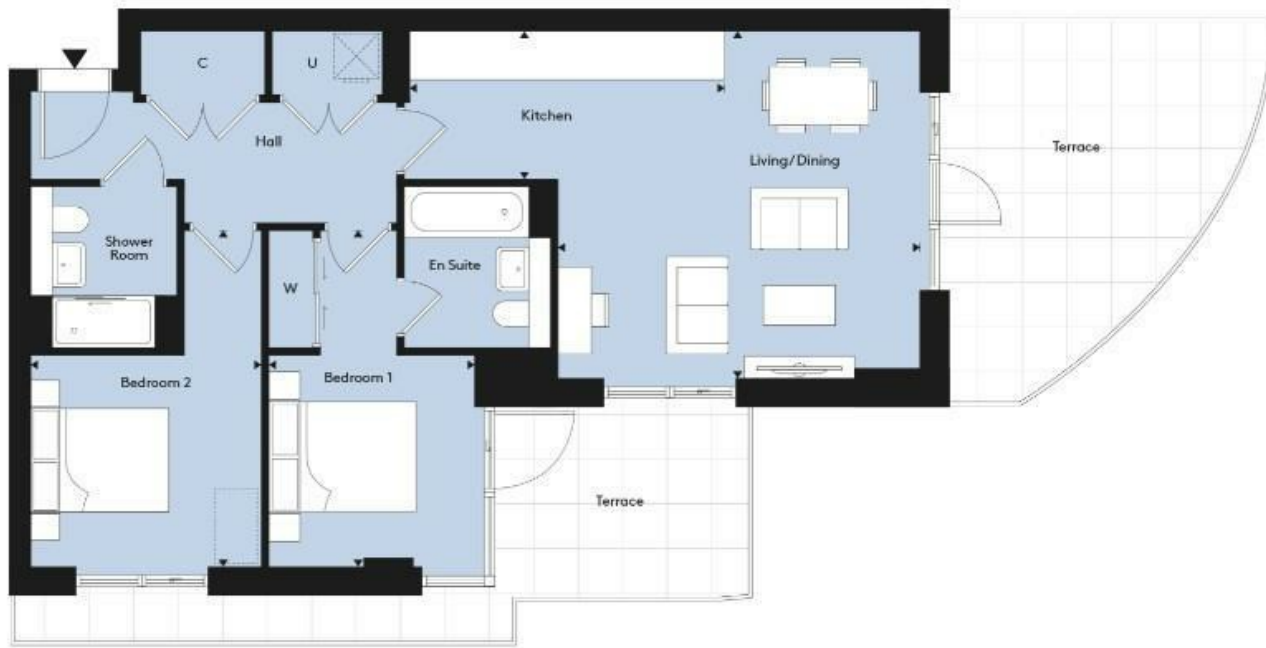 C
U
Kitchen
Hall
Living/Dining
Terrace
Shower
Room
En Suite
W
Bedroom 2
Bedroom 1
Terrace